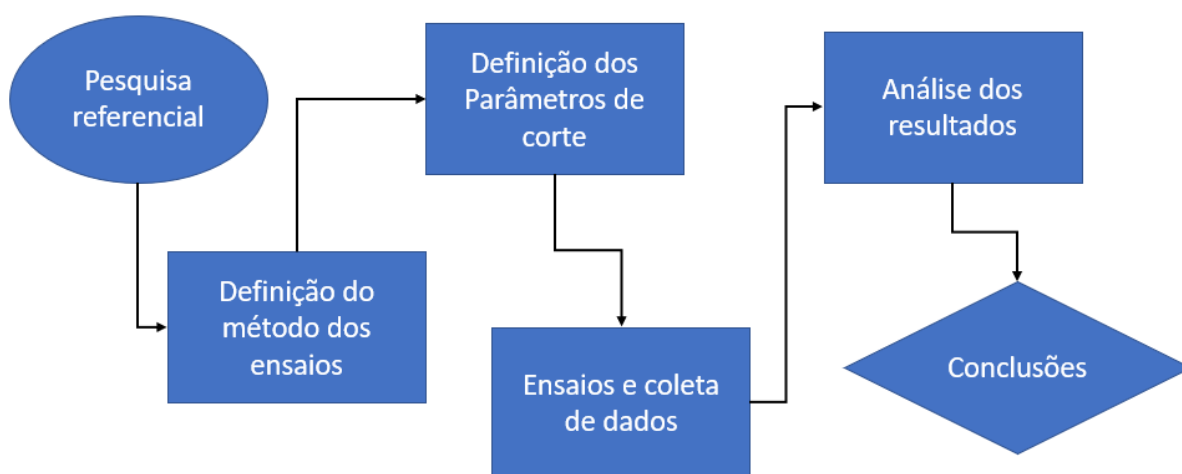 Pesquisa
referencial
Definição do
método dos
ensaios
Definição dos
Parâmetros de
corte
Ensaios e coleta
de dados
Análise dos
resultados
Conclusões